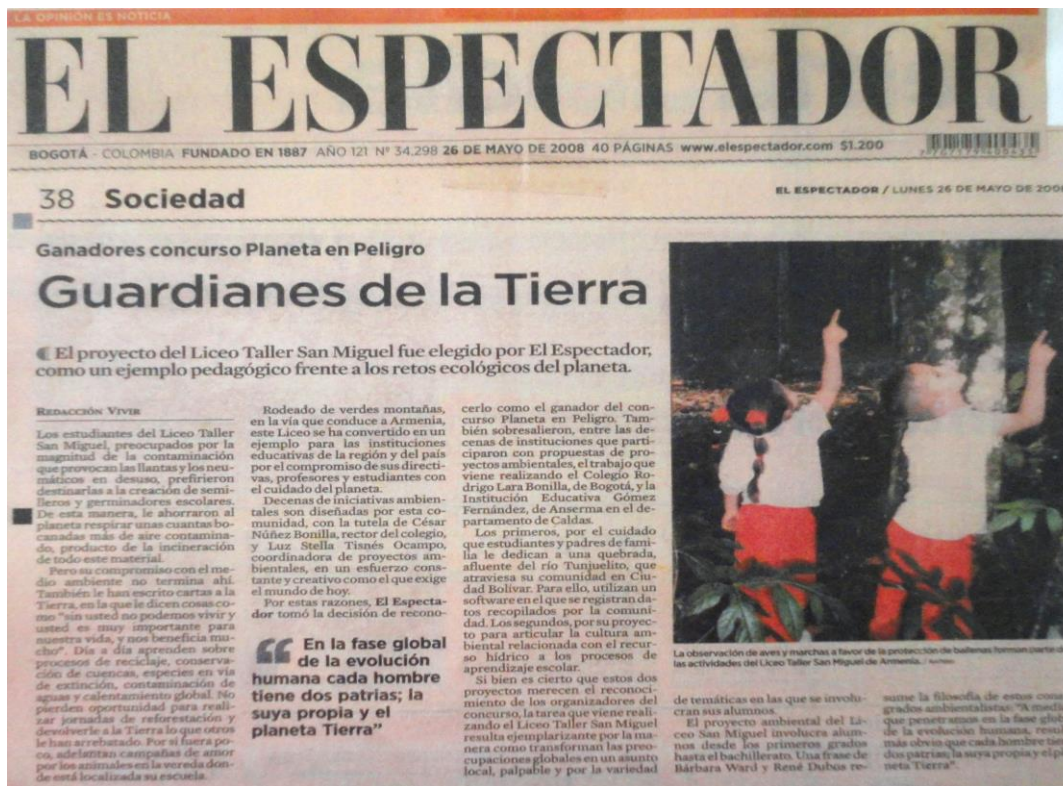 LA OPINIÓN ES NOTICIA
EL ESPECTADOR
BOGOTÁ - COLOMBIA FUNDADO EN 1887 AÑO 121 Nº 34.298 26 DE MAYO DE 2008 40 PÁGINAS www.elespectador.com $1.200
38 Sociedad
EL ESPECTADOR / LUNES 26 DE MAYO DE 2008
Ganadores concurso Planeta en Peligro
Guardianes de la Tierra
El proyecto del Liceo Taller San Miguel fue elegido por El Espectador,
como un ejemplo pedagógico frente a los retos ecológicos del planeta.
REDACCIÓN VIVIR
Los estudiantes del Liceo Taller
San Miguel, preocupados por la
magnitud de la contaminación
que provocan las llantas y los neu-
máticos en desuso, prefirieron
destinarlas a la creación de semi-
lleros y germinadores escolares.
De esta manera, le ahorraron al
planeta respirar unas cuantas bo-
canadas más de aire contamina-
do, producto de la incineración
de todo este material.
Pero su compromiso con el me-
dio ambiente no termina ahí.
También le han escrito cartas a la
Tierra, en la que le dicen cosas co-
mo "sin usted no podemos vivir y
usted es muy importante para
nuestra vida, y nos beneficia mu-
cho". Día a día aprenden sobre
procesos de reciclaje, conserva-
ción de cuencas, especies en vía
de extinción, contaminación de
aguas y calentamiento global. No
pierden oportunidad para reali-
zar jornadas de reforestación y
devolverle a la Tierra lo que otros
le han arrebatado. Por si fuera po-
co, adelantan campañas de amor
por los animales en la vereda don-
de está localizada su escuela.
Rodeado de verdes montañas,
en la vía que conduce a Armenia,
este Liceo se ha convertido en un
ejemplo para las instituciones
educativas de la región y del país
por el compromiso de sus directi-
vas, profesores y estudiantes con
el cuidado del planeta.
Decenas de iniciativas ambien-
tales son diseñadas por esta co-
munidad, con la tutela de César
Núñez Bonilla, rector del colegio,
y Luz Stella Tisnés Ocampo,
coordinadora de proyectos am-
bientales, en un esfuerzo cons-
tante y creativo como el que exige
el mundo de hoy.
Por estas razones, El Especta-
dor tomó la decisión de recono-
“ En la fase global
de la evolución
humana cada hombre
tiene dos patrias; la
suya propia y el
planeta Tierra”
cerlo como el ganador del con-
curso Planeta en Peligro. Tam-
bién sobresalieron, entre las de-
cenas de instituciones que parti-
ciparon con propuestas de pro-
yectos ambientales, el trabajo que
viene realizando el Colegio Ro-
drigo Lara Bonilla, de Bogotá, y la
Institución Educativa Gómez
Fernández, de Anserma en el de-
partamento de Caldas.
Los primeros, por el cuidado
que estudiantes y padres de fami-
lia le dedican a una quebrada,
afluente del río Tunjuelito, que
atraviesa su comunidad en Ciu-
dad Bolívar. Para ello, utilizan un
software en el que se registran da-
tos recopilados por la comuni-
dad. Los segundos, por su proyec-
to para articular la cultura am-
biental relacionada con el recur-
so hídrico a los procesos de
aprendizaje escolar.
Si bien es cierto que estos dos
proyectos merecen el reconoci-
miento de los organizadores del
concurso, la tarea que viene reali-
zando el Liceo Taller San Miguel
resulta ejemplarizante por la ma-
nera como transforman las preo-
cupaciones globales en un asunto
local, palpable y por la variedad
La observación de aves y marchas a favor de la protección de ballenas forman parte de
las actividades del Liceo Taller San Miguel de Armenia. /
de temáticas en las que se involu-
cran sus alumnos.
El proyecto ambiental del Li-
ceo San Miguel involucra alum-
nos desde los primeros grados
hasta el bachillerato. Una frase de
Bárbara Ward y René Dubos re-
sume la filosofía de estos con-
grados ambientalistas: "A med
que penetramos en la fase glo
de la evolución humana, resu
más obvio que cada hombre tie
dos patrias; la suya propia y el p
neta Tierra".